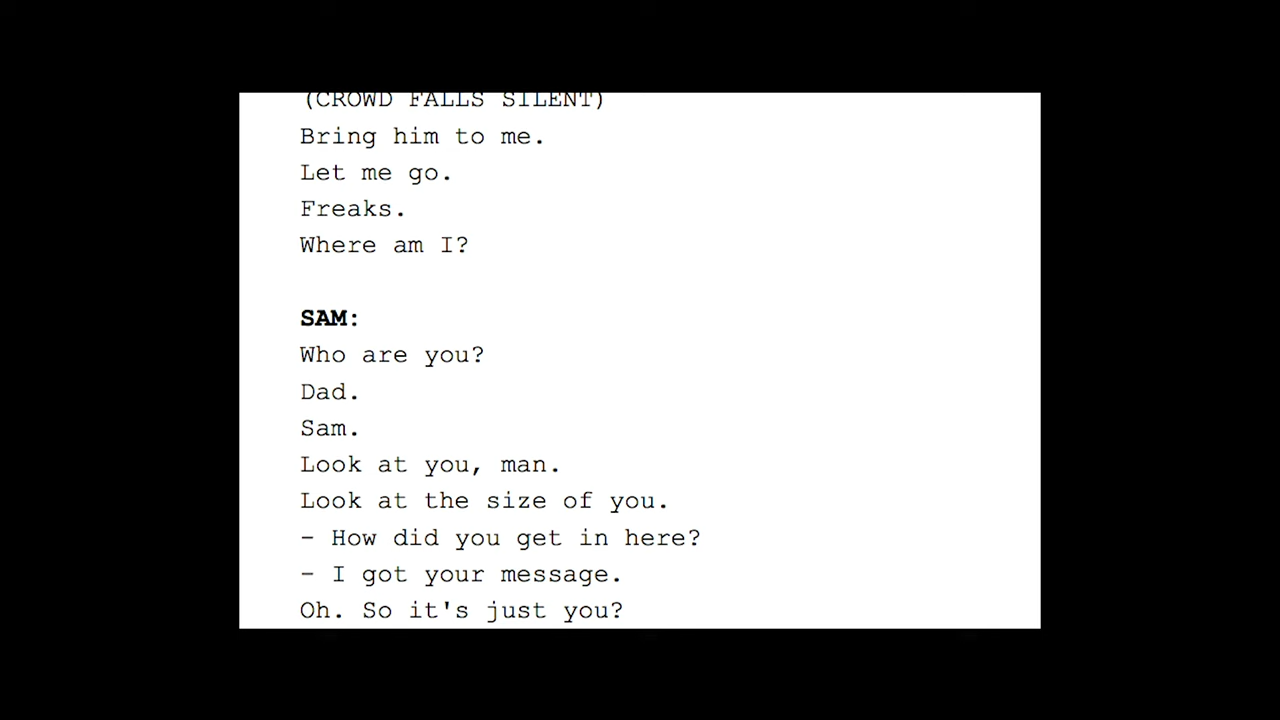 (CROWD FALLS SILENT)
Bring him to me.
Let me go.
Freaks.
Where am I?
SAM:
Who are you?
Dad.
Sam.
Look at you, man.
Look at the size of you.
- How did you get in here?
- I got your message.
Oh. So it's just you?